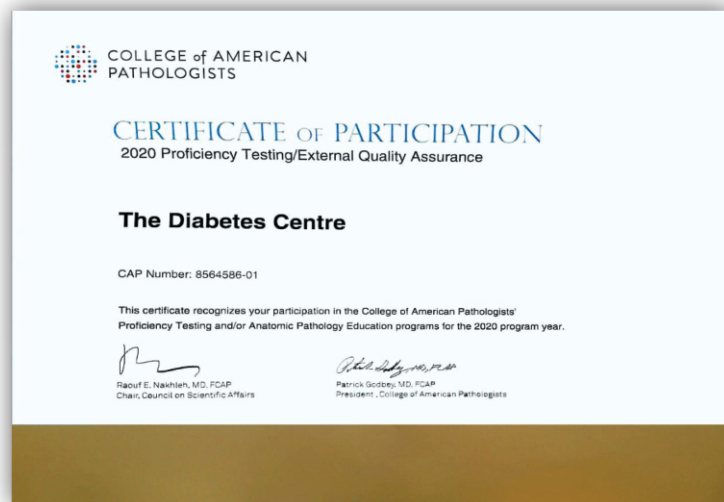 COLLEGE of AMERICAN
PATHOLOGISTS
CERTIFICATE OF PARTICIPATION
2020 Proficiency Testing/External Quality Assurance
The Diabetes Centre
CAP Number: 8564586-01
This certificate recognizes your participation in the College of American Pathologists'
Proficiency Testing and/or Anatomic Pathology Education programs for the 2020 program year.
Raouf E. Nakhleh, MD, FCAP
Chair, Council on Scientific Affairs
Patrick Godbey, MD, FCAP
President, College of American Pathologists